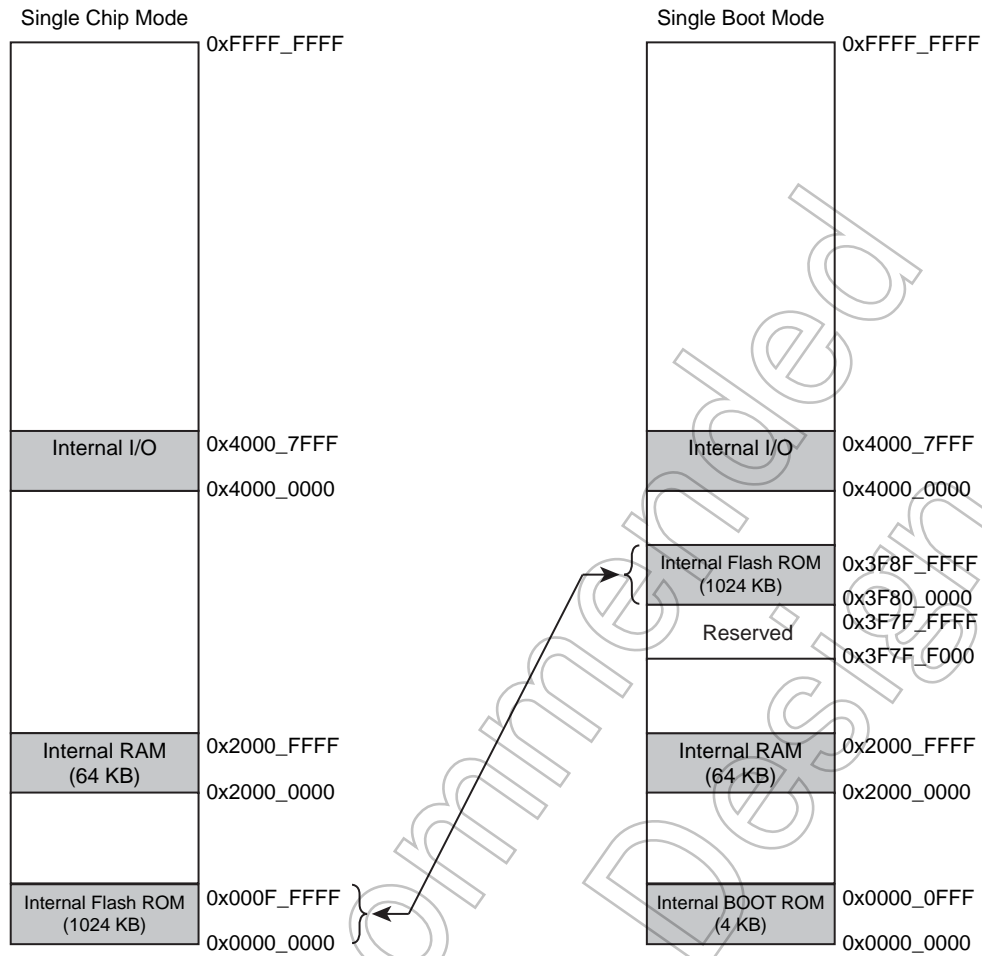 Single Chip Mode
0xFFFF_FFFF
Internal I/O
0x4000_7FFF
0x4000_0000
Internal RAM
(64 KB)
0x2000_FFFF
0x2000_0000
Internal Flash ROM
(1024 KB)
0x000F_FFFF
0x0000_0000
Single Boot Mode
0xFFFF_FFFF
Internal I/O
0x4000_7FFF
0x4000_0000
Internal Flash ROM
(1024 KB)
0x3F8F_FFFF
0x3F80_0000
Reserved
0x3F7F_FFFF
0x3F7F_F000
Internal RAM
(64 KB)
0x2000_FFFF
0x2000_0000
Internal BOOT ROM
(4 KB)
0x0000_0FFF
0x0000_0000
ommended
Design